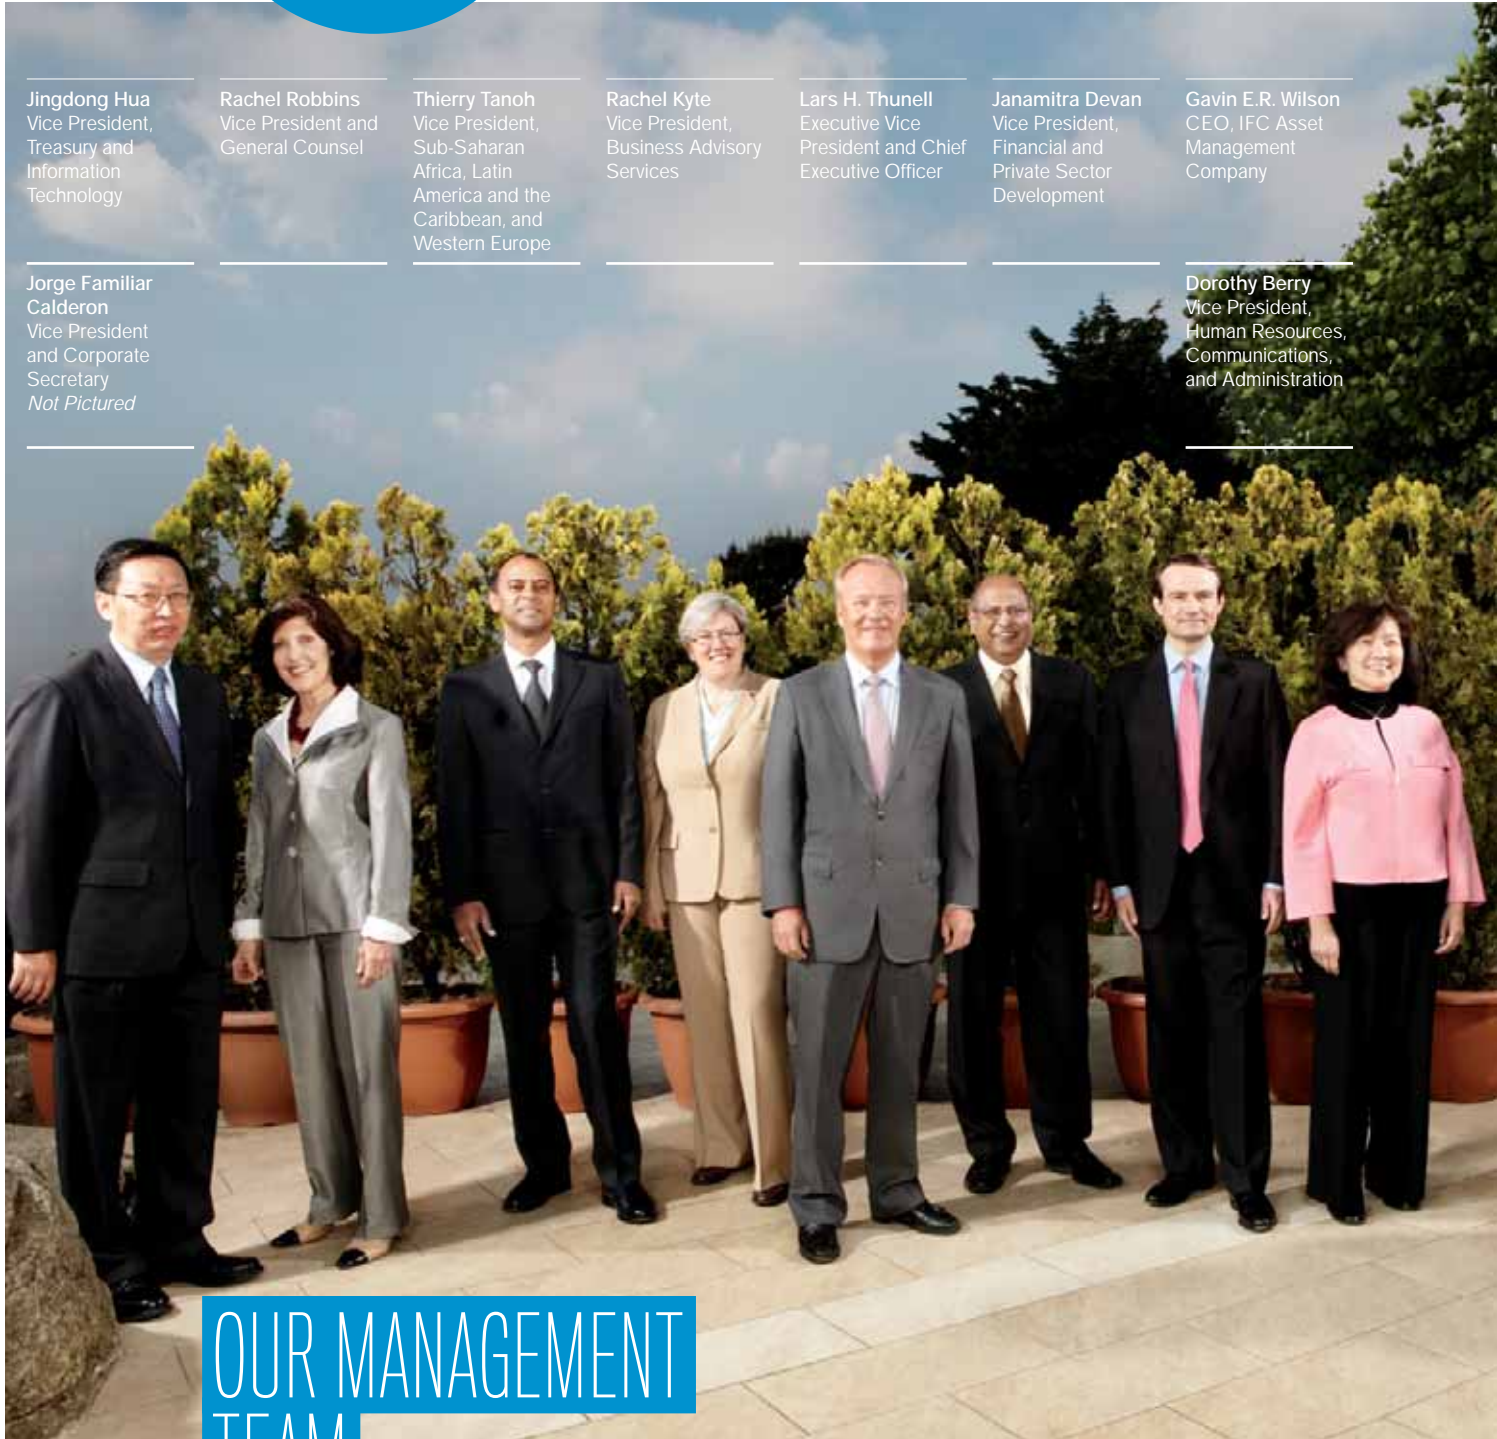 Jingdong Hua
Vice President,
Treasury and
Information
Technology
Rachel Robbins
Vice President and
General Counsel
Thierry Tanoh
Vice President,
Sub-Saharan
Africa, Latin
America and the
Caribbean, and
Western Europe
Rachel Kyte
Vice President,
Business Advisory
Services
Lars H. Thunell
Executive Vice
President and Chief
Executive Officer
Janamitra Devan
Vice President,
Financial and
Private Sector
Development
Gavin E.R. Wilson
CEO, IFC Asset
Management
Company
Jorge Familiar
Calderon
Vice President
and Corporate
Secretary
Not Pictured
Dorothy Berry
Vice President,
Human Resources,
Communications,
and Administration
OUR MANAGEMENT
TEAM